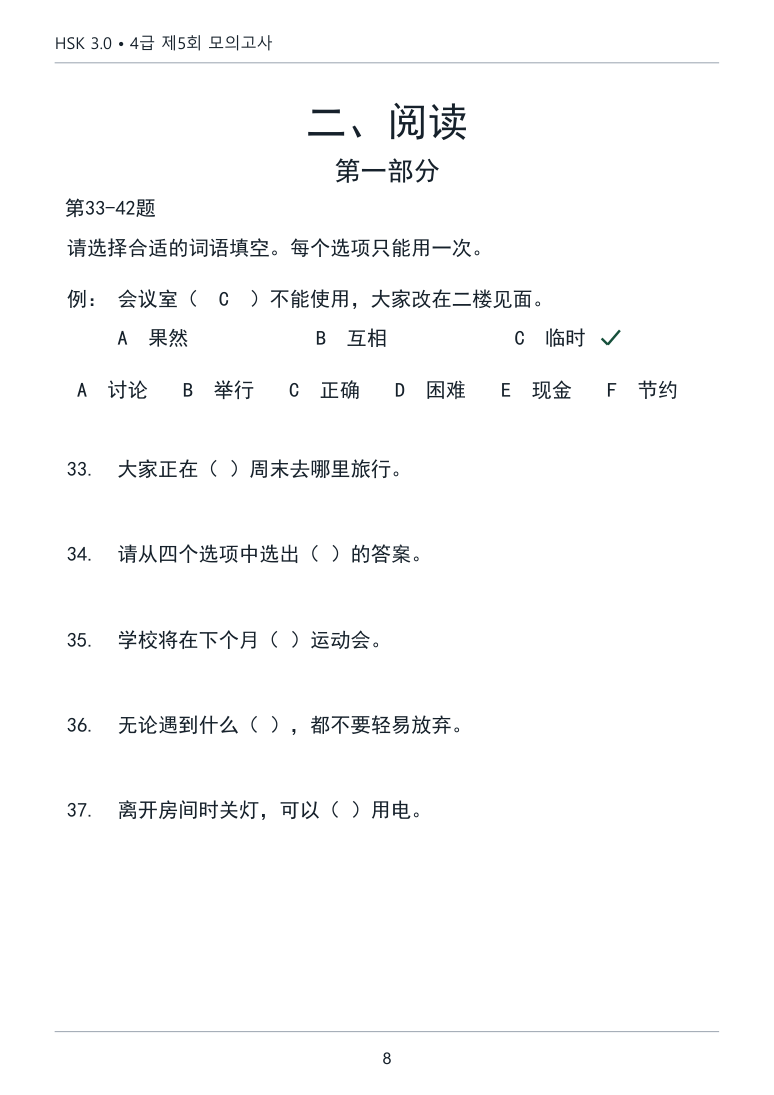 HSK 3.0 • 4급 제5회 모의고사
二、阅读
第一部分
第33-42题
请选择合适的词语填空。每个选项只能用一次。
例： 会议室（ C ）不能使用，大家改在二楼见面。
A 果然 B 互相 C 临时 ✓
A 讨论 B 举行 C 正确 D 困难 E 现金 F 节约
33. 大家正在（ ）周末去哪里旅行。
34. 请从四个选项中选出（ ）的答案。
35. 学校将在下个月（ ）运动会。
36. 无论遇到什么（ ），都不要轻易放弃。
37. 离开房间时关灯，可以（ ）用电。
8